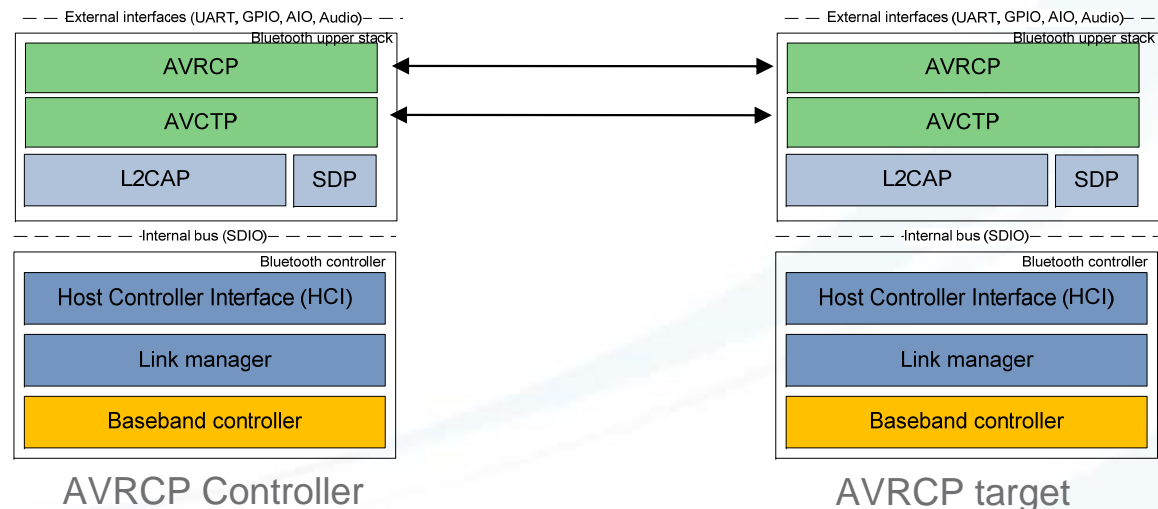 External interfaces (UART, GPIO, AIO, Audio)
Bluetooth upper stack
AVRCP
AVCTP
L2CAP
SDP
Internal bus (SDIO)
Bluetooth controller
Host Controller Interface (HCI)
Link manager
Baseband controller
AVRCP Controller
External interfaces (UART, GPIO, AIO, Audio)
Bluetooth upper stack
AVRCP
AVCTP
L2CAP
SDP
Internal bus (SDIO)
Bluetooth controller
Host Controller Interface (HCI)
Link manager
Baseband controller
AVRCP target